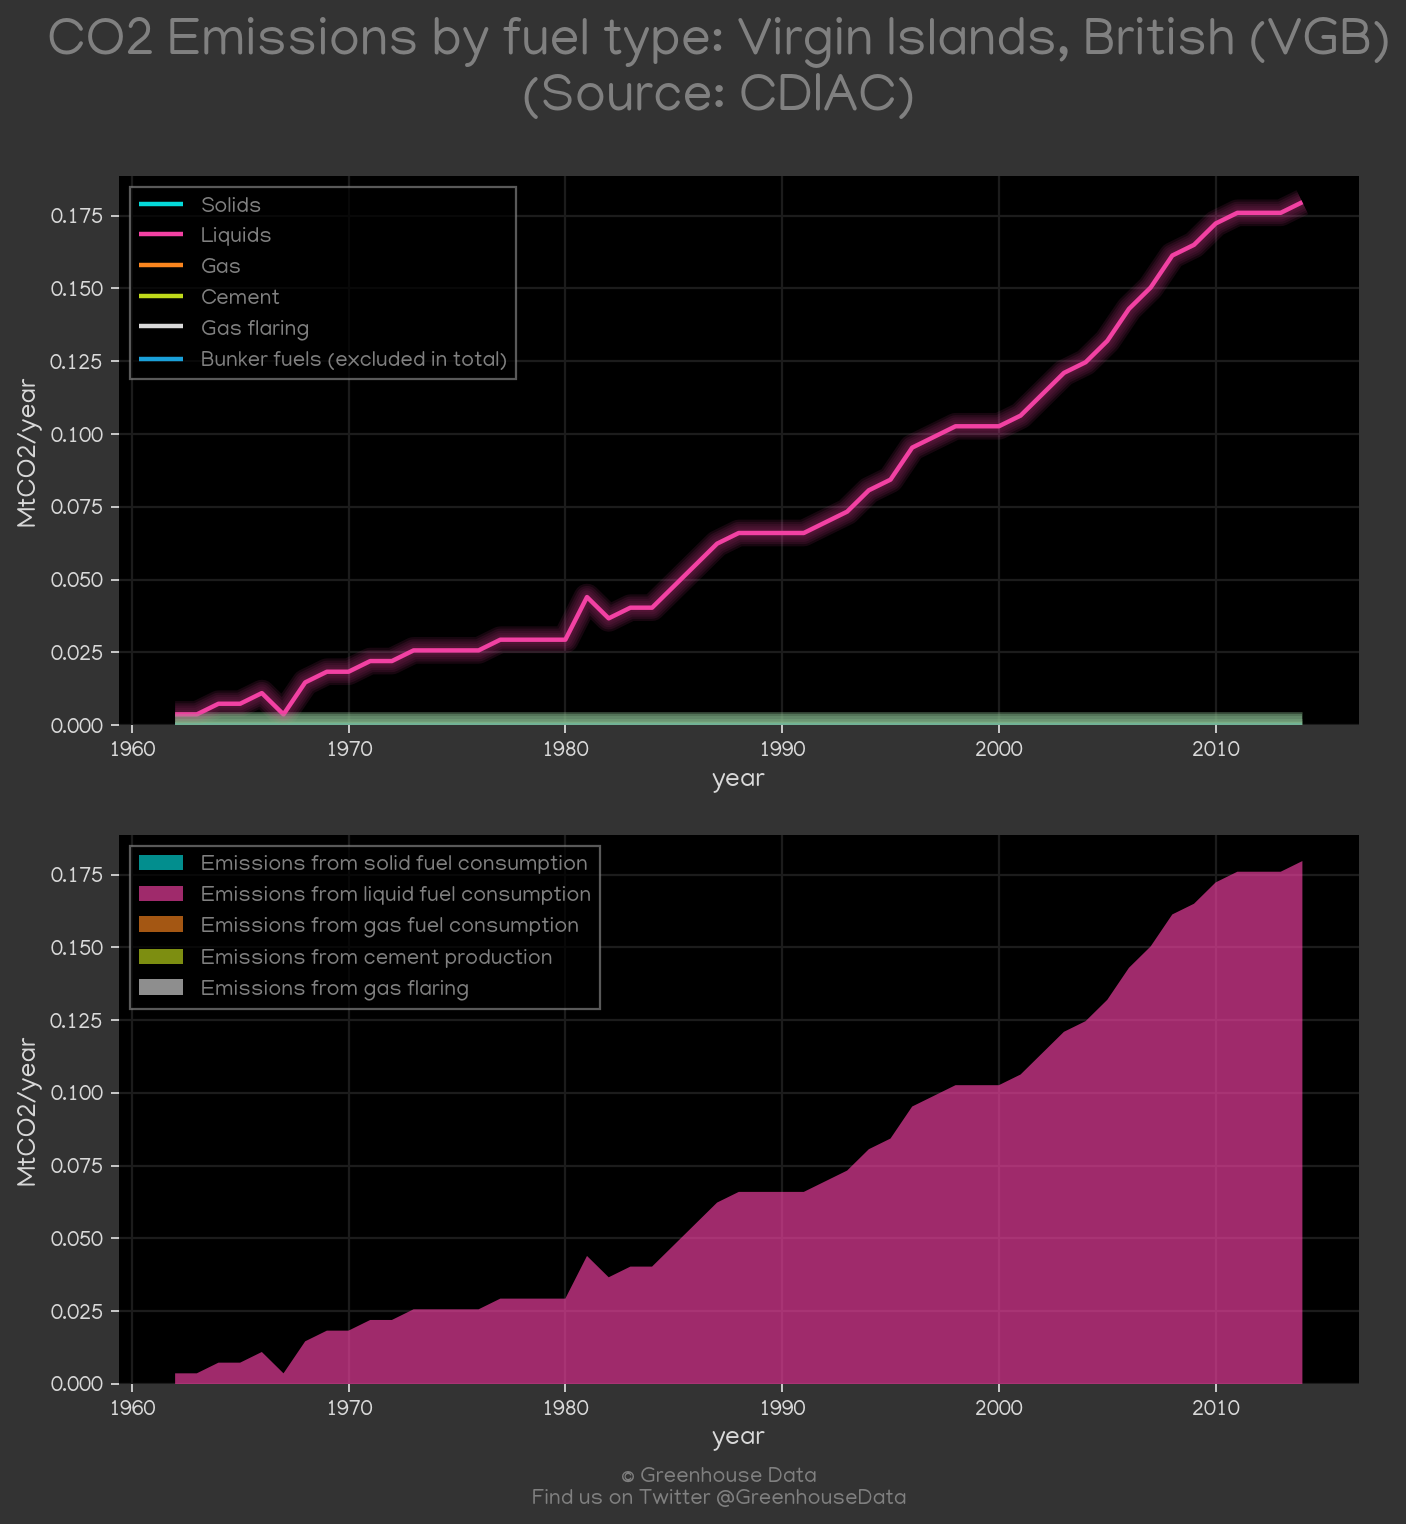 CO2 Emissions by fuel type: Virgin Islands, British (VGB)
(Source: CDIAC)
Solids
Liquids
Gas
Cement
Gas flaring
Bunker fuels (excluded in total)
0.175
0.150
0.125
0.100
0.075
0.050
0.025
0.000
MtCO2/year
1960 1970 1980 1990 2000 2010
year
Emissions from solid fuel consumption
Emissions from liquid fuel consumption
Emissions from gas fuel consumption
Emissions from cement production
Emissions from gas flaring
0.175
0.150
0.125
0.100
0.075
0.050
0.025
0.000
MtCO2/year
1960 1970 1980 1990 2000 2010
year
© Greenhouse Data
Find us on Twitter @GreenhouseData